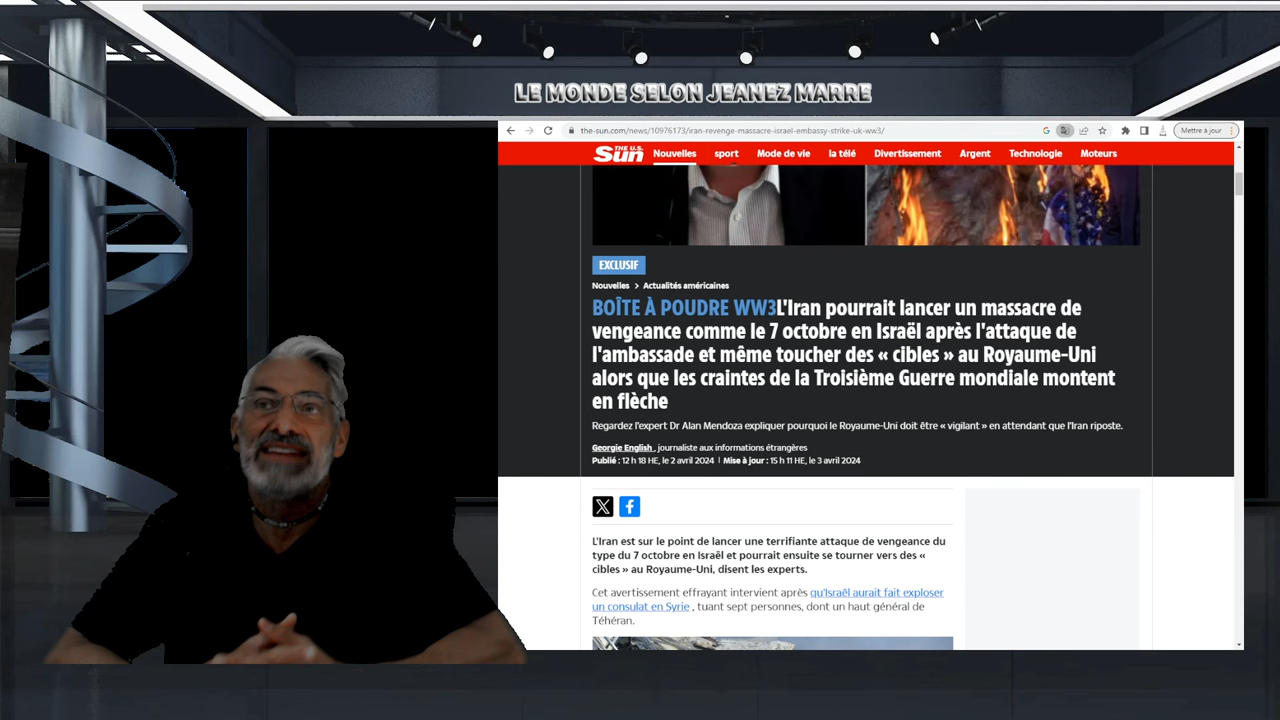 LE MONDE SELON JEANEZ MARRE
the-sun.com/news/10976173/iran-revenge-massacre-israel-embassy-strike-uk-ww3/
Mettre à jour
THE U.S. Sun
Nouvelles sport Mode de vie la télé Divertissement Argent Technologie Moteurs
EXCLUSIF
Nouvelles > Actualités américaines
BOÎTE À POUDRE WW3L'Iran pourrait lancer un massacre de
vengeance comme le 7 octobre en Israël après l'attaque de
l'ambassade et même toucher des « cibles » au Royaume-Uni
alors que les craintes de la Troisième Guerre mondiale montent
en flèche
Regardez l'expert Dr Alan Mendoza expliquer pourquoi le Royaume-Uni doit être « vigilant » en attendant que l'Iran riposte.
Georgie English , journaliste aux informations étrangères
Publié : 12 h 18 HE, le 2 avril 2024 | Mise à jour : 15 h 11 HE, le 3 avril 2024
L'Iran est sur le point de lancer une terrifiante attaque de vengeance du
type du 7 octobre en Israël et pourrait ensuite se tourner vers des «
cibles » au Royaume-Uni, disent les experts.
Cet avertissement effrayant intervient après qu'Israël aurait fait exploser
un consulat en Syrie , tuant sept personnes, dont un haut général de
Téhéran.